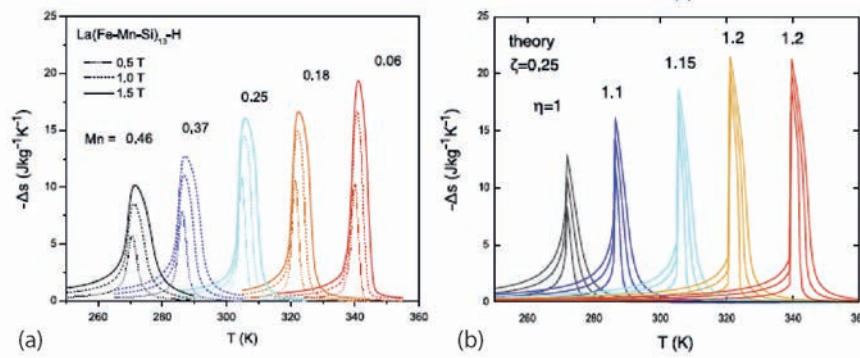 La(Fe-Mn-Si)₁₃-H
0,5 T
1,0 T
1,5 T
Mn = 0,46 0,37 0,25 0,18 0,06
-Δs (Jkg⁻¹K⁻¹)
25
20
15
10
5
0
260 280 300 320 340 360
T (K)
(a)
theory
ζ=0,25
η=1 1.1 1.15 1.2 1.2
-Δs (Jkg⁻¹K⁻¹)
25
20
15
10
5
0
260 280 300 320 340 360
T (K)
(b)